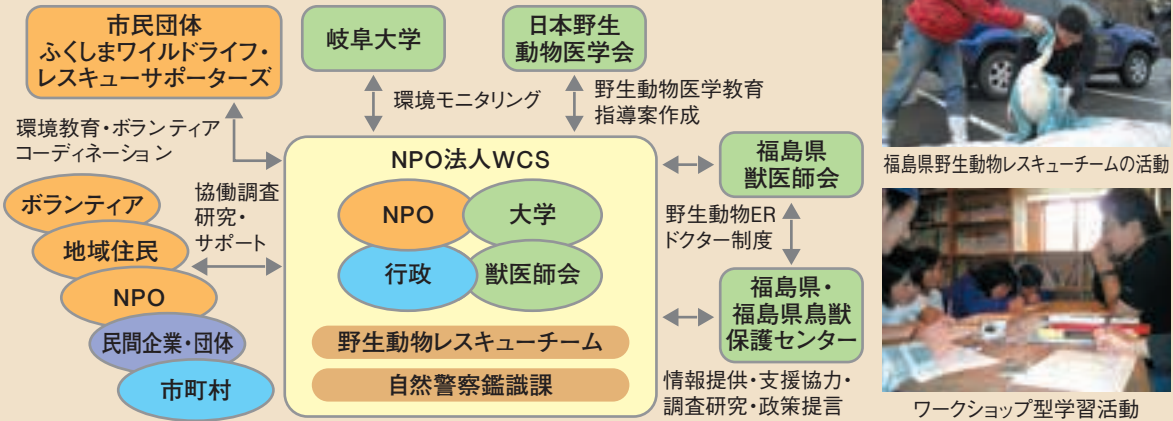 市民団体
ふくしまワイルドライフ・
レスキューサポーターズ
岐阜大学
日本野生
動物医学会
環境モニタリング
野生動物医学教育
指導案作成
環境教育・ボランティア
コーディネーション
NPO法人WCS
NPO
大学
行政
獣医師会
野生動物レスキューチーム
自然警察鑑識課
協働調査
研究・
サポート
ボランティア
地域住民
NPO
民間企業・団体
市町村
福島県
獣医師会
野生動物ER
ドクター制度
福島県・
福島県鳥獣
保護センター
情報提供・支援協力・
調査研究・政策提言
福島県野生動物レスキューチームの活動
ワークショップ型学習活動